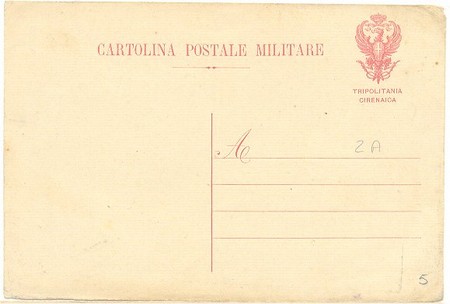 CARTOLINA POSTALE MILITARE
TRIPOLITANIA
CIRENAICA
A
2A
5